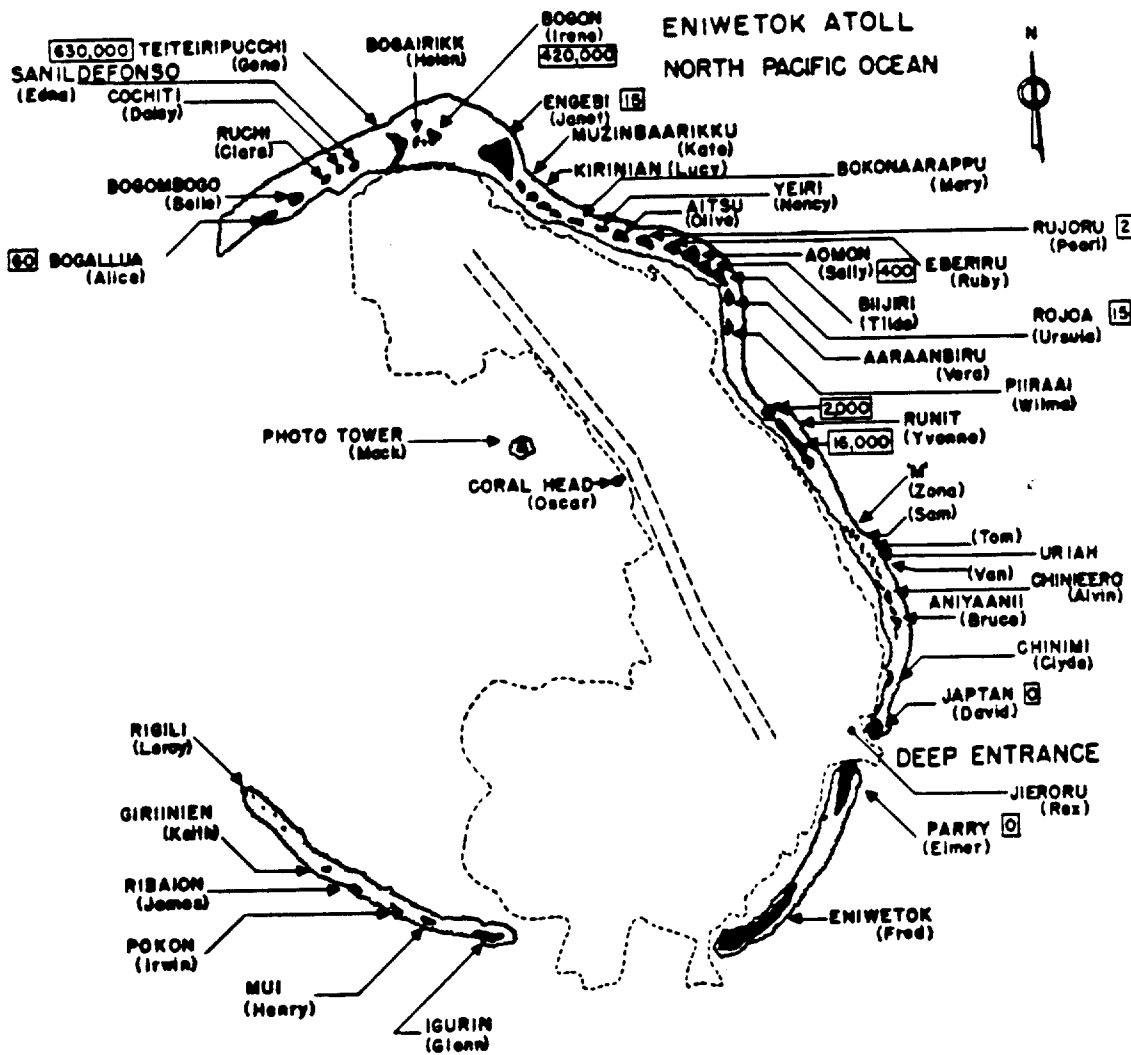 ENIWETOK ATOLL
NORTH PACIFIC OCEAN
N
BOGON
(Irene)
420,000
630,000 TEITEIRIPUCCHI
(Gene)
BOGAIRIKK
(Helen)
SANILDEFONSO
(Edna)
COCHITI
(Daisy)
RUCHI
(Clara)
BOGOMBOGO
(Belle)
60 BOGALLUA
(Alice)
ENGEBI 15
(Janet)
MUZINBAARIKKU
(Kate)
KIRINIAN (Lucy)
BOKONAARAPPU
(Mary)
YEIRI
(Nancy)
AITSU
(Olive)
RUJORU 2
(Pearl)
EBERIRU
(Ruby)
AOMON
(Sally) 400
BIIJIRI
(Tilda)
ROJOA 15
(Ursula)
AARAANBIRU
(Vera)
PIIRAAI
(Wilma)
2,000
RUNIT
(Yvonne)
16,000
PHOTO TOWER
(Mack)
CORAL HEAD
(Oscar)
"M"
(Zona)
(Sam)
(Tom)
URIAH
(Van)
CHINIEERO
(Alvin)
ANIYAANII
(Bruce)
CHINIMI
(Clyde)
JAPTAN 0
(David)
DEEP ENTRANCE
JIERORU
(Rex)
PARRY 0
(Elmer)
ENIWETOK
(Fred)
RIGILI
(Leroy)
GIRIINIEN
(Keith)
RIBAION
(James)
POKON
(Irwin)
MUI
(Henry)
IGURIN
(Glenn)